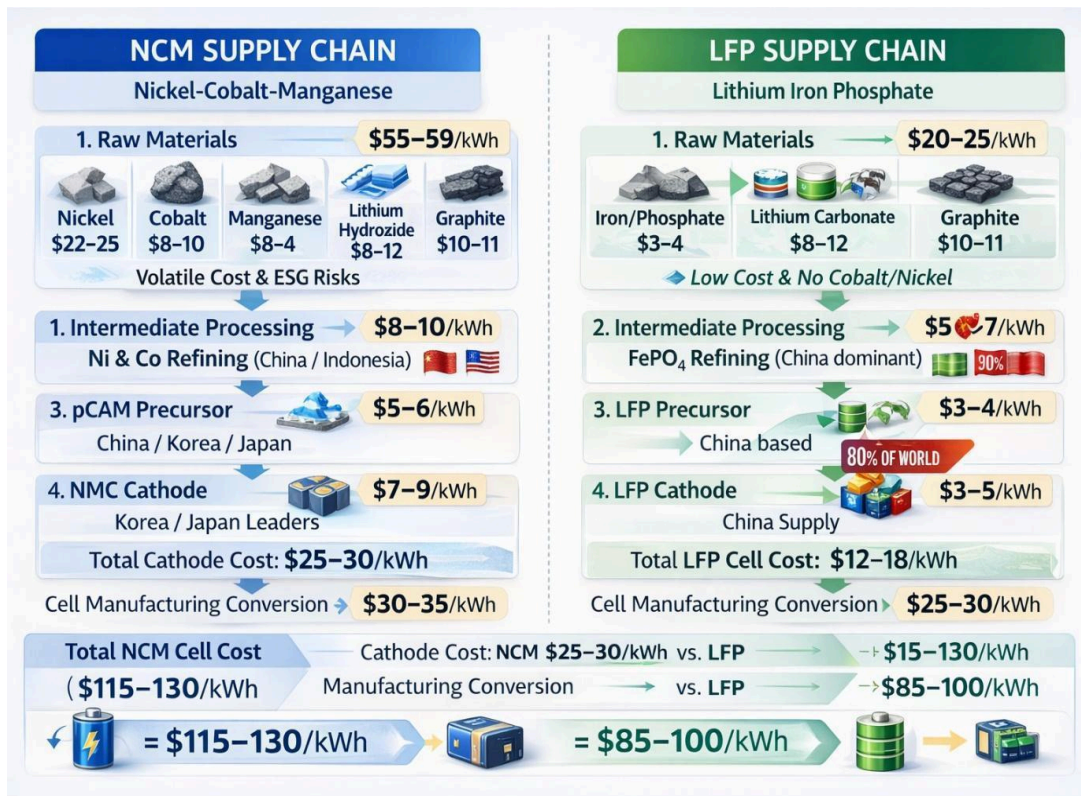 NCM SUPPLY CHAIN
Nickel-Cobalt-Manganese
1. Raw Materials $55–59/kWh
Nickel
$22–25
Cobalt
$8–10
Manganese
$8–4
Lithium
Hydrozide
$8–12
Graphite
$10–11
Volatile Cost & ESG Risks
1. Intermediate Processing $8–10/kWh
Ni & Co Refining (China / Indonesia)
3. pCAM Precursor $5–6/kWh
China / Korea / Japan
4. NMC Cathode $7–9/kWh
Korea / Japan Leaders
Total Cathode Cost: $25–30/kWh
Cell Manufacturing Conversion $30–35/kWh
LFP SUPPLY CHAIN
Lithium Iron Phosphate
1. Raw Materials $20–25/kWh
Iron/Phosphate
$3–4
Lithium Carbonate
$8–12
Graphite
$10–11
Low Cost & No Cobalt/Nickel
2. Intermediate Processing $5 7/kWh
FePO₄ Refining (China dominant) 90%
3. LFP Precursor $3–4/kWh
China based
80% OF WORLD
4. LFP Cathode $3–5/kWh
China Supply
Total LFP Cell Cost: $12–18/kWh
Cell Manufacturing Conversion $25–30/kWh
Total NCM Cell Cost
($115–130/kWh
Cathode Cost: NCM $25–30/kWh vs. LFP $15–130/kWh
Manufacturing Conversion vs. LFP $85–100/kWh
= $115–130/kWh
= $85–100/kWh